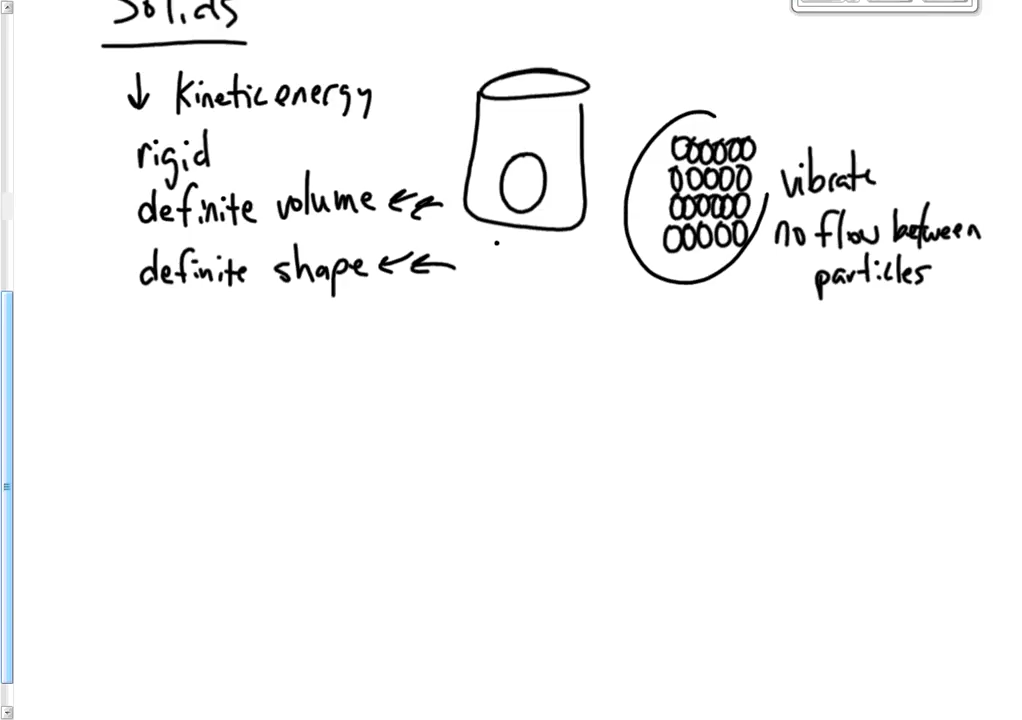 Solids
↓ Kinetic energy
rigid
definite volume ←←
definite shape ←←
vibrate
no flow between
particles